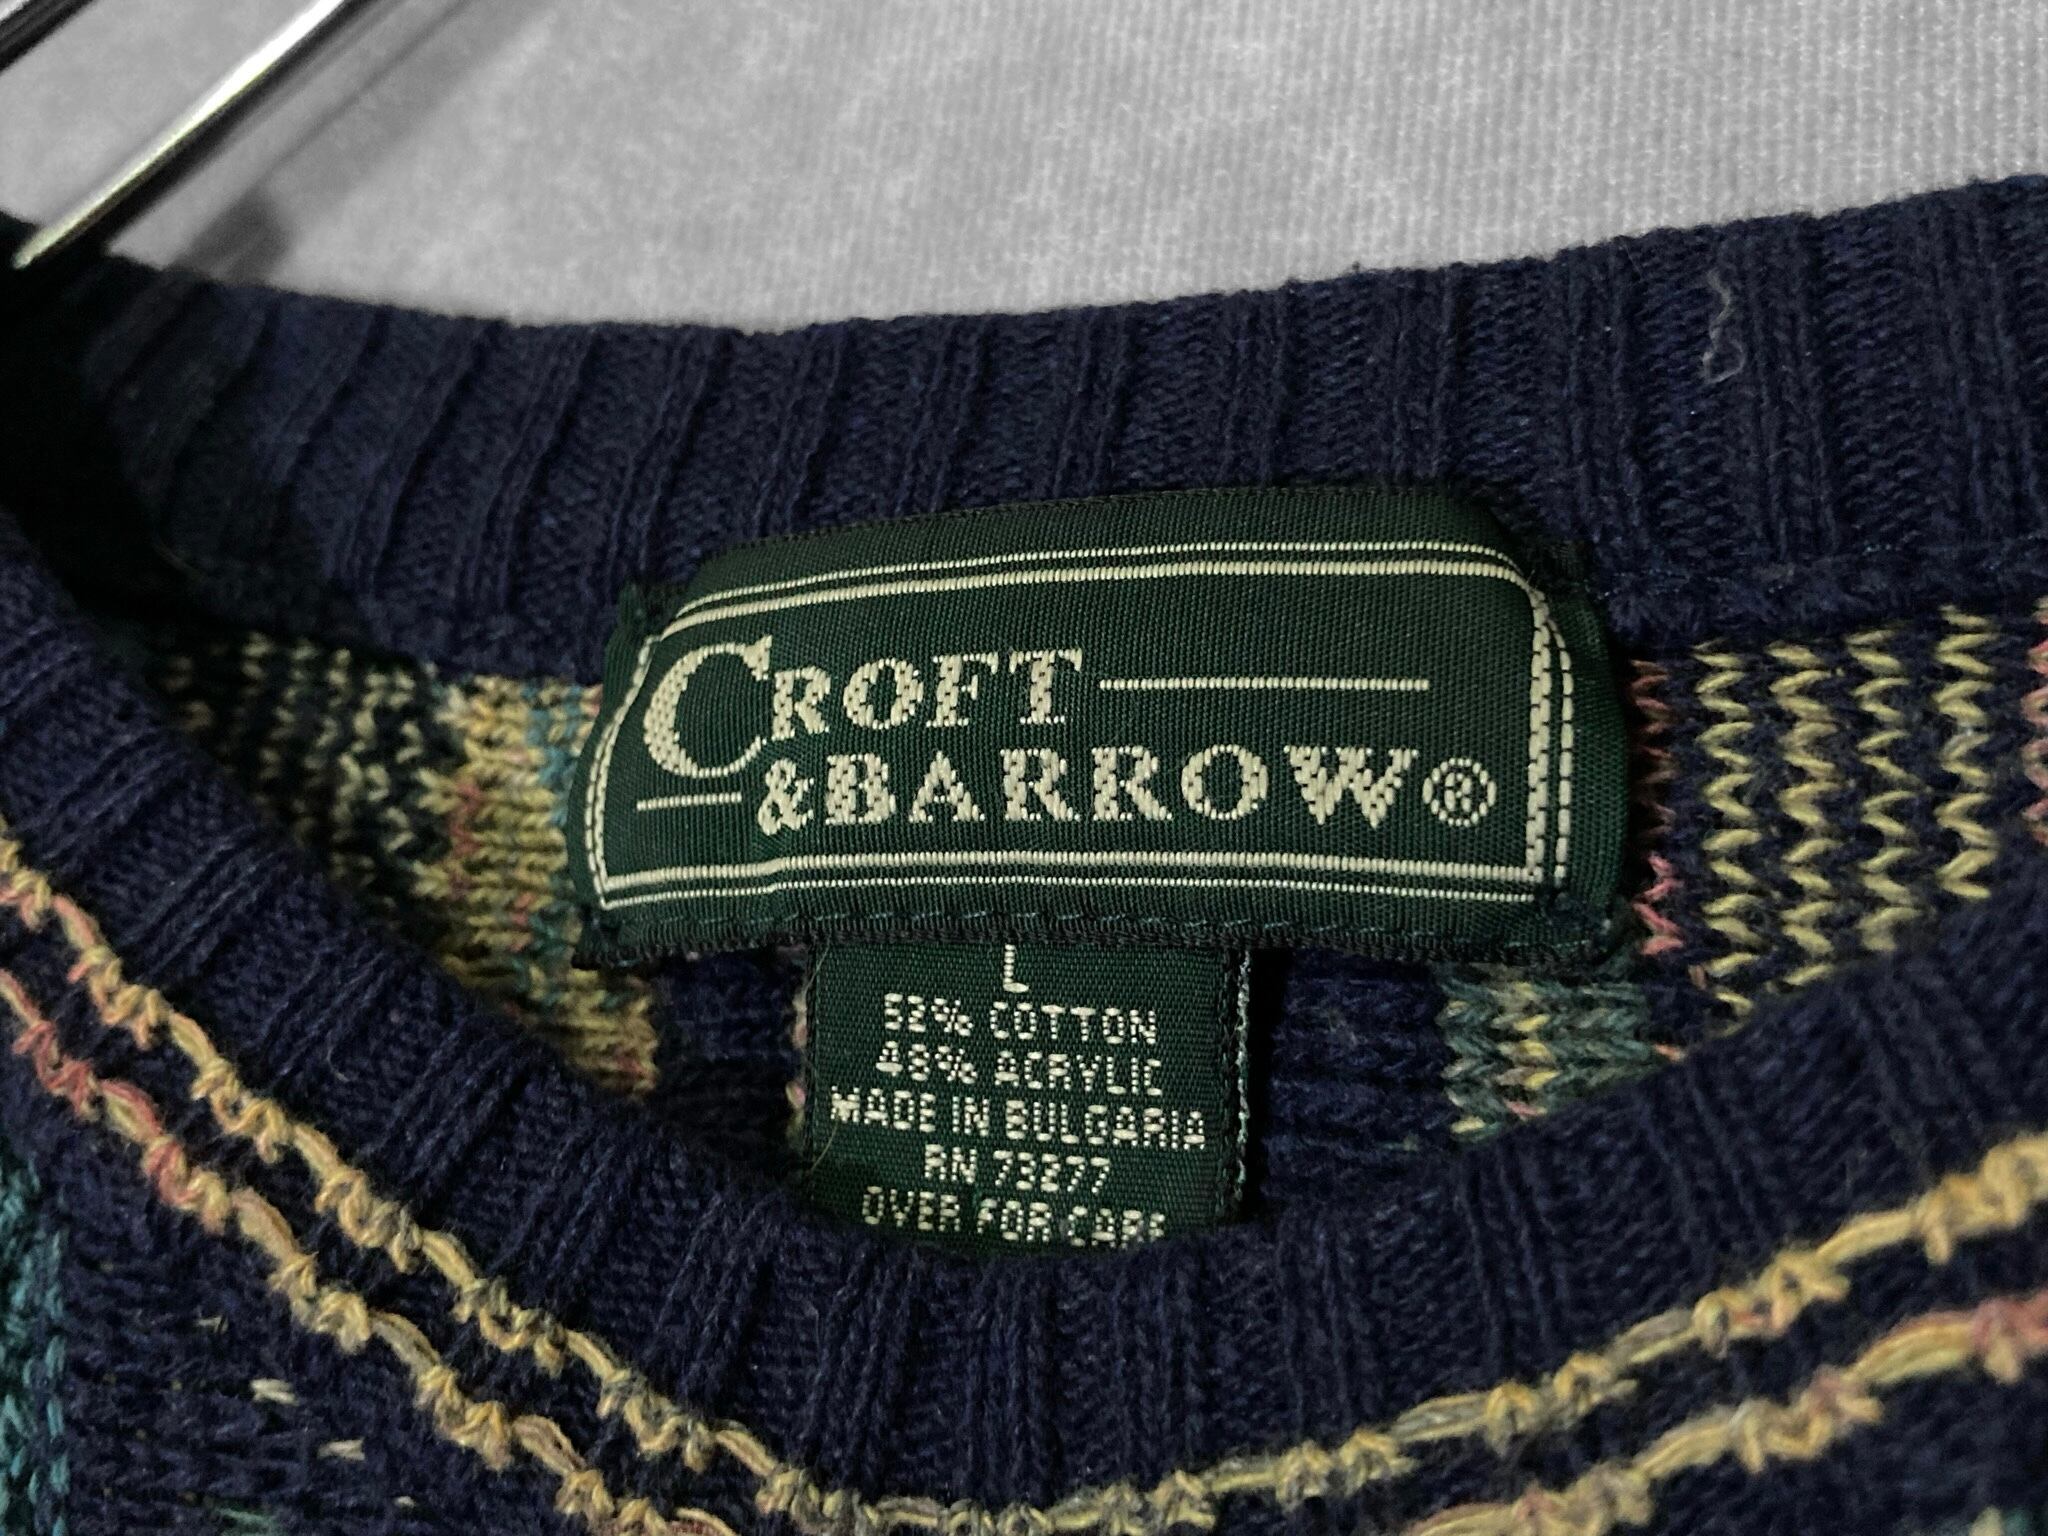 CROFT
&BARROW®
L
52% COTTON
48% ACRYLIC
MADE IN BULGARIA
RN 73277
OVER FOR CARE